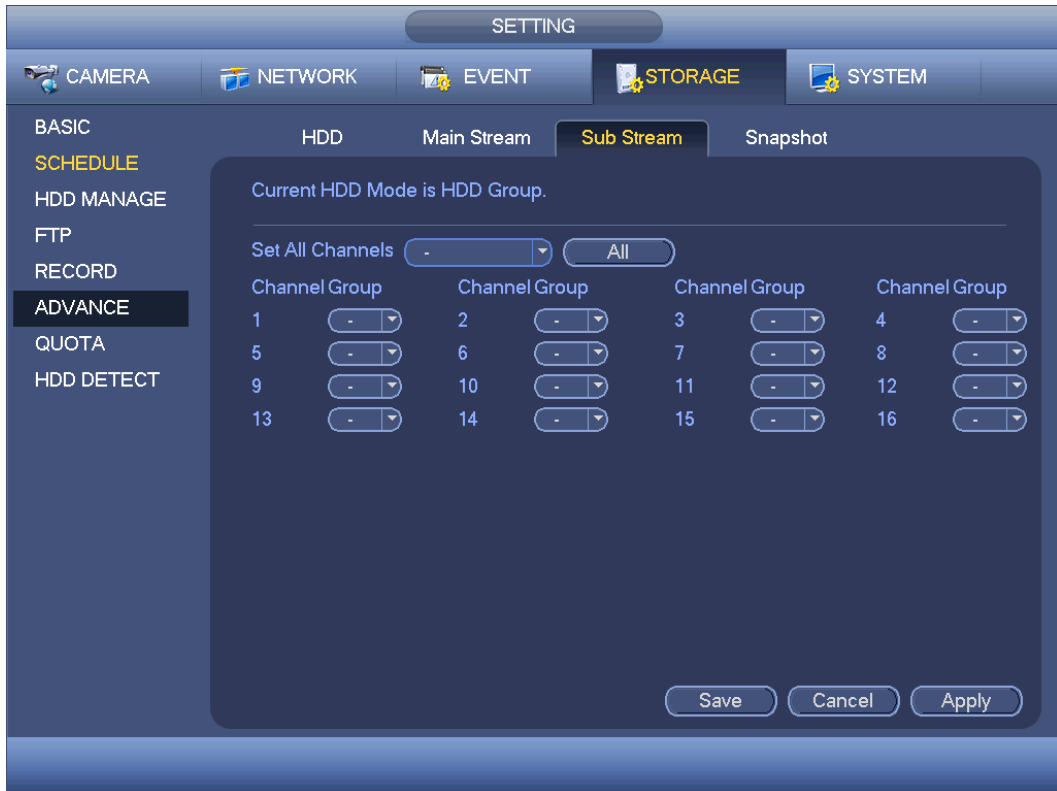 SETTING
CAMERA NETWORK EVENT STORAGE SYSTEM
BASIC
SCHEDULE
HDD MANAGE
FTP
RECORD
ADVANCE
QUOTA
HDD DETECT
HDD Main Stream Sub Stream Snapshot
Current HDD Mode is HDD Group.
Set All Channels - All
Channel Group Channel Group Channel Group Channel Group
1 - 2 - 3 - 4 -
5 - 6 - 7 - 8 -
9 - 10 - 11 - 12 -
13 - 14 - 15 - 16 -
Save Cancel Apply